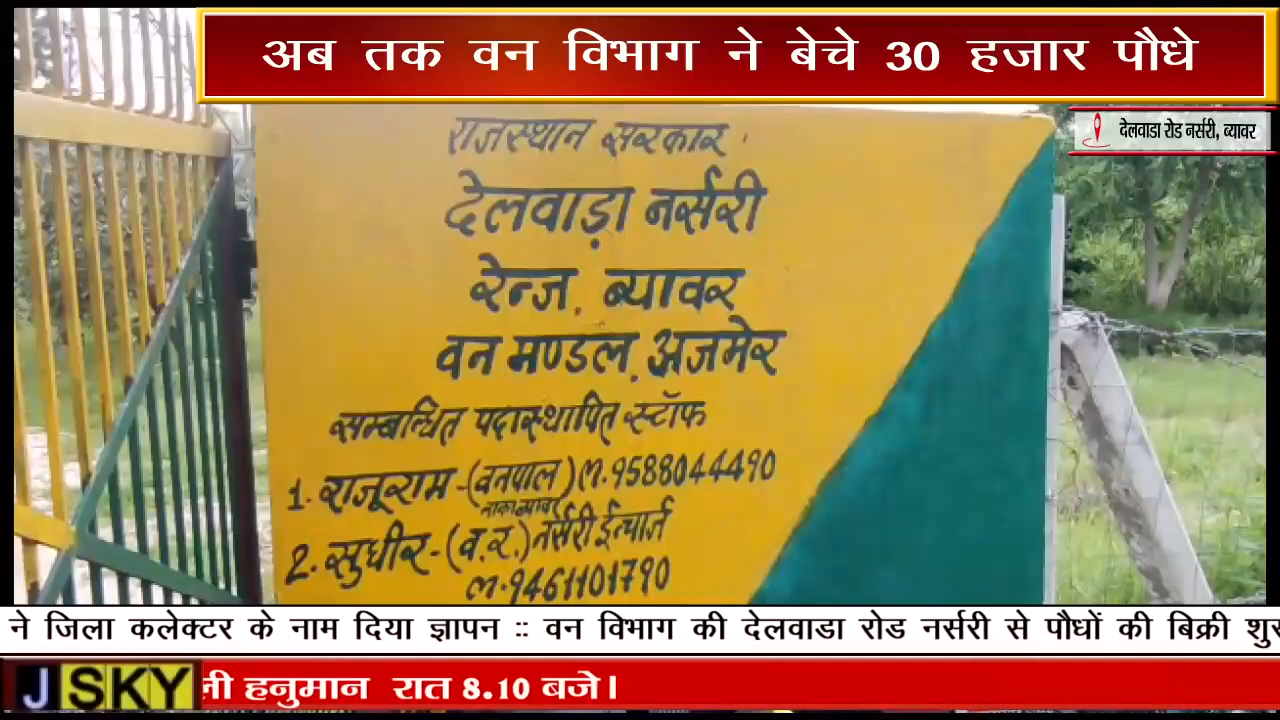 अब तक वन विभाग ने बेचे 30 हजार पौधे
देलवाडा रोड नर्सरी, ब्यावर
राजस्थान सरकार
देलवाड़ा नर्सरी
रेन्ज. ब्यावर
वन मण्डल. अजमेर
सम्बन्धित पदास्थापित स्टॉफ
1. राजूराम-(वनपाल) M.9588044490
नाका ब्यावर
2. सुधीर-(व.र.) नर्सरी ईन्चार्ज
M.9461101790
ने जिला कलेक्टर के नाम दिया ज्ञापन :: वन विभाग की देलवाडा रोड नर्सरी से पौधों की बिक्री
J SKY
ली हनुमान रात 8.10 बजे।